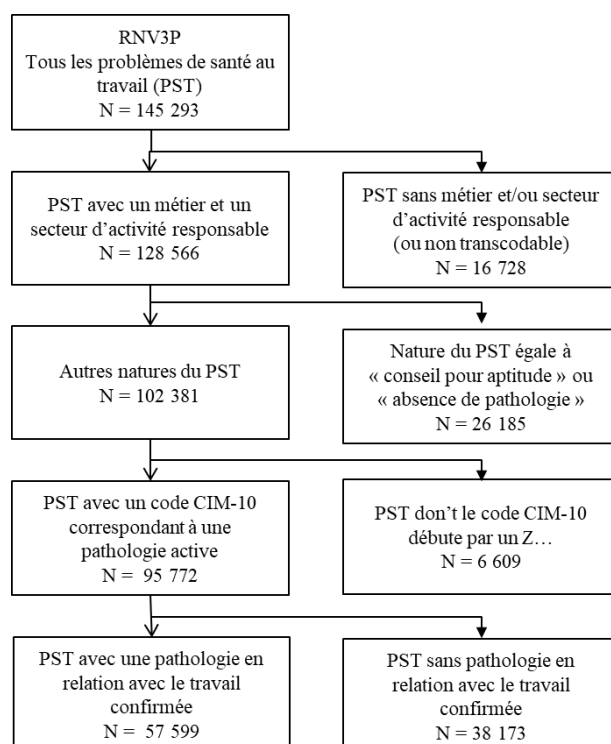 RNV3P
Tous les problèmes de santé au
travail (PST)
N = 145 293
PST avec un métier et un
secteur d’activité responsable
N = 128 566
PST sans métier et/ou secteur
d’activité responsable
(ou non transcodable)
N = 16 728
Autres natures du PST
N = 102 381
Nature du PST égale à
« conseil pour aptitude » ou
« absence de pathologie »
N = 26 185
PST avec un code CIM-10
correspondant à une
pathologie active
N =  95 772
PST don’t le code CIM-10
débute par un Z…
N = 6 609
PST avec une pathologie en
relation avec le travail
confirmée
N =  57 599
PST sans pathologie en
relation avec le travail
confirmée
N = 38 173